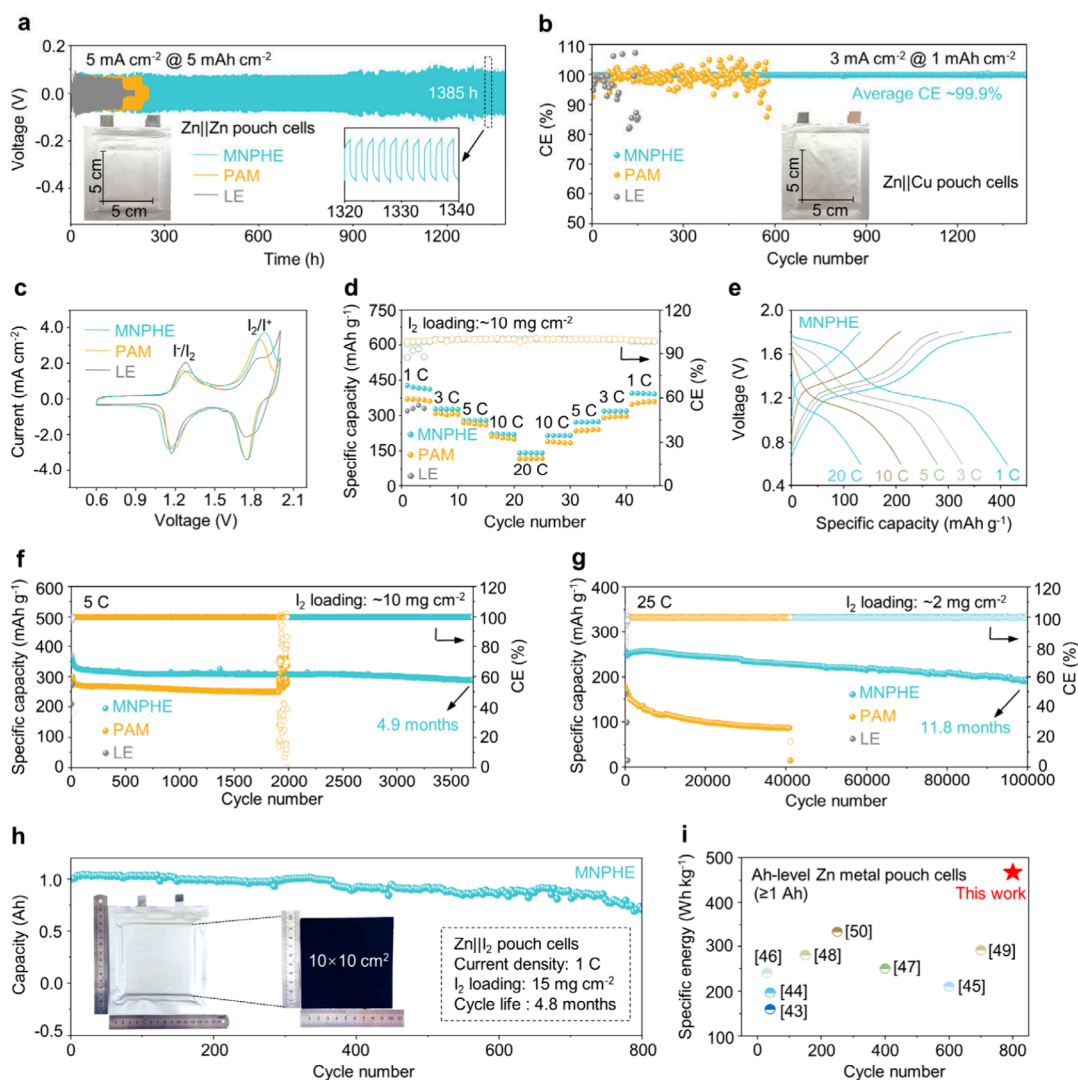 a
5 mA cm⁻² @ 5 mAh cm⁻²
1385 h
Zn||Zn pouch cells
MNPHE
PAM
LE
5 cm
5 cm
1320 1330 1340
0.2
0.0
-0.2
-0.4
Voltage (V)
0 300 600 900 1200
Time (h)
b
3 mA cm⁻² @ 1 mAh cm⁻²
Average CE ~99.9%
MNPHE
PAM
LE
5 cm
5 cm
Zn||Cu pouch cells
110
100
90
80
70
60
50
CE (%)
0 300 600 900 1200
Cycle number
c
I⁻/I₂
I₂/I⁺
MNPHE
PAM
LE
4.0
2.0
0.0
-2.0
-4.0
Current (mA cm⁻²)
0.6 0.9 1.2 1.5 1.8 2.1
Voltage (V)
d
I₂ loading:~10 mg cm⁻²
1 C
3 C
5 C
10 C
20 C
10 C
5 C
3 C
1 C
MNPHE
PAM
LE
750
600
450
300
150
0
Specific capacity (mAh g⁻¹)
120
90
60
30
0
CE (%)
0 10 20 30 40
Cycle number
e
MNPHE
20 C 10 C 5 C 3 C 1 C
2.0
1.6
1.2
0.8
0.4
Voltage (V)
0 100 200 300 400
Specific capacity (mAh g⁻¹)
f
5 C
I₂ loading: ~10 mg cm⁻²
MNPHE
PAM
LE
4.9 months
600
500
400
300
200
100
0
Specific capacity (mAh g⁻¹)
120
100
80
60
40
20
0
CE (%)
0 500 1000 1500 2000 2500 3000 3500
Cycle number
g
25 C
I₂ loading: ~2 mg cm⁻²
MNPHE
PAM
LE
11.8 months
400
300
200
100
0
Specific capacity (mAh g⁻¹)
120
100
80
60
40
20
0
CE (%)
0 20000 40000 60000 80000 100000
Cycle number
h
MNPHE
10×10 cm²
Zn||I₂ pouch cells
Current density: 1 C
I₂ loading: 15 mg cm⁻²
Cycle life : 4.8 months
1.0
0.5
0.0
-0.5
Capacity (Ah)
0 200 400 600 800
Cycle number
i
Ah-level Zn metal pouch cells
(≥1 Ah)
This work
[50]
[49]
[46]
[48]
[47]
[45]
[44]
[43]
500
400
300
200
100
Specific energy (Wh kg⁻¹)
0 200 400 600 800
Cycle number